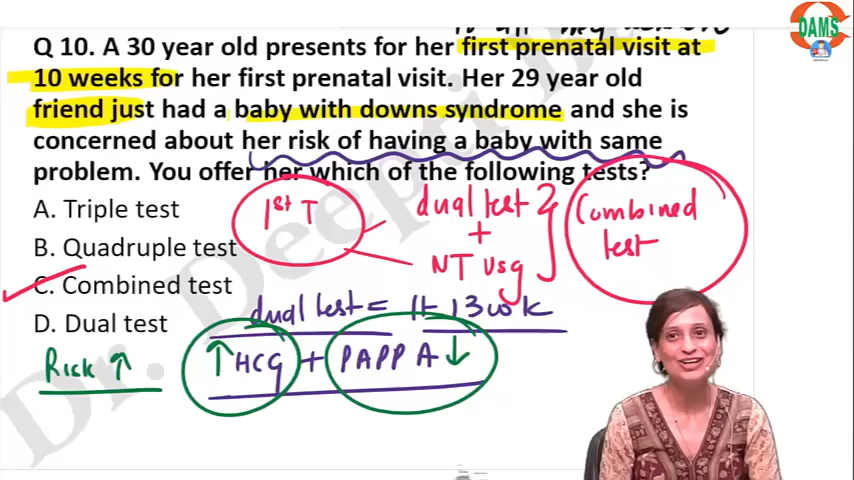 Q 10. A 30 year old presents for her first prenatal visit at
10 weeks for her first prenatal visit. Her 29 year old
friend just had a baby with downs syndrome and she is
concerned about her risk of having a baby with same
problem. You offer her which of the following tests?
A. Triple test
B. Quadruple test
C. Combined test
D. Dual test
1st T
dual test
+
NT USG
Combined
test
dual test = 11-13 wk
Risk ↑
↑ HCG + PAPP A ↓
DAMS
Dr. Deepti